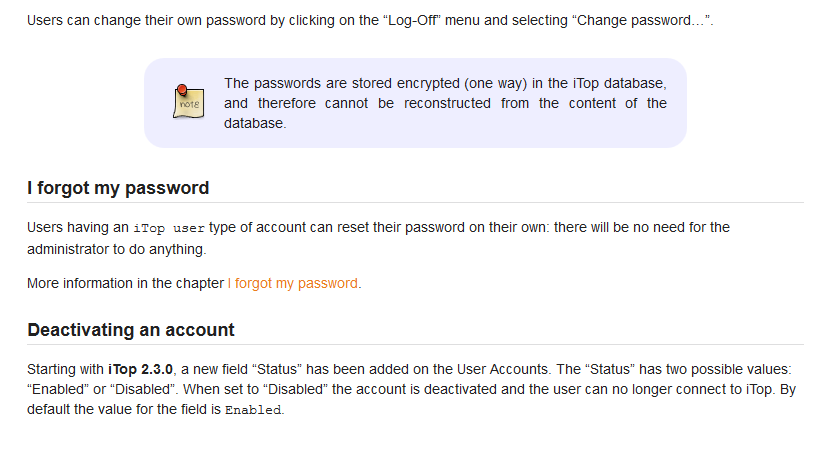 Users can change their own password by clicking on the “Log-Off” menu and selecting “Change password…”.
note
The passwords are stored encrypted (one way) in the iTop database,
and therefore cannot be reconstructed from the content of the
database.
I forgot my password
Users having an iTop user type of account can reset their password on their own: there will be no need for the
administrator to do anything.
More information in the chapter I forgot my password.
Deactivating an account
Starting with iTop 2.3.0, a new field “Status” has been added on the User Accounts. The “Status” has two possible values:
“Enabled” or “Disabled”. When set to “Disabled” the account is deactivated and the user can no longer connect to iTop. By
default the value for the field is Enabled.